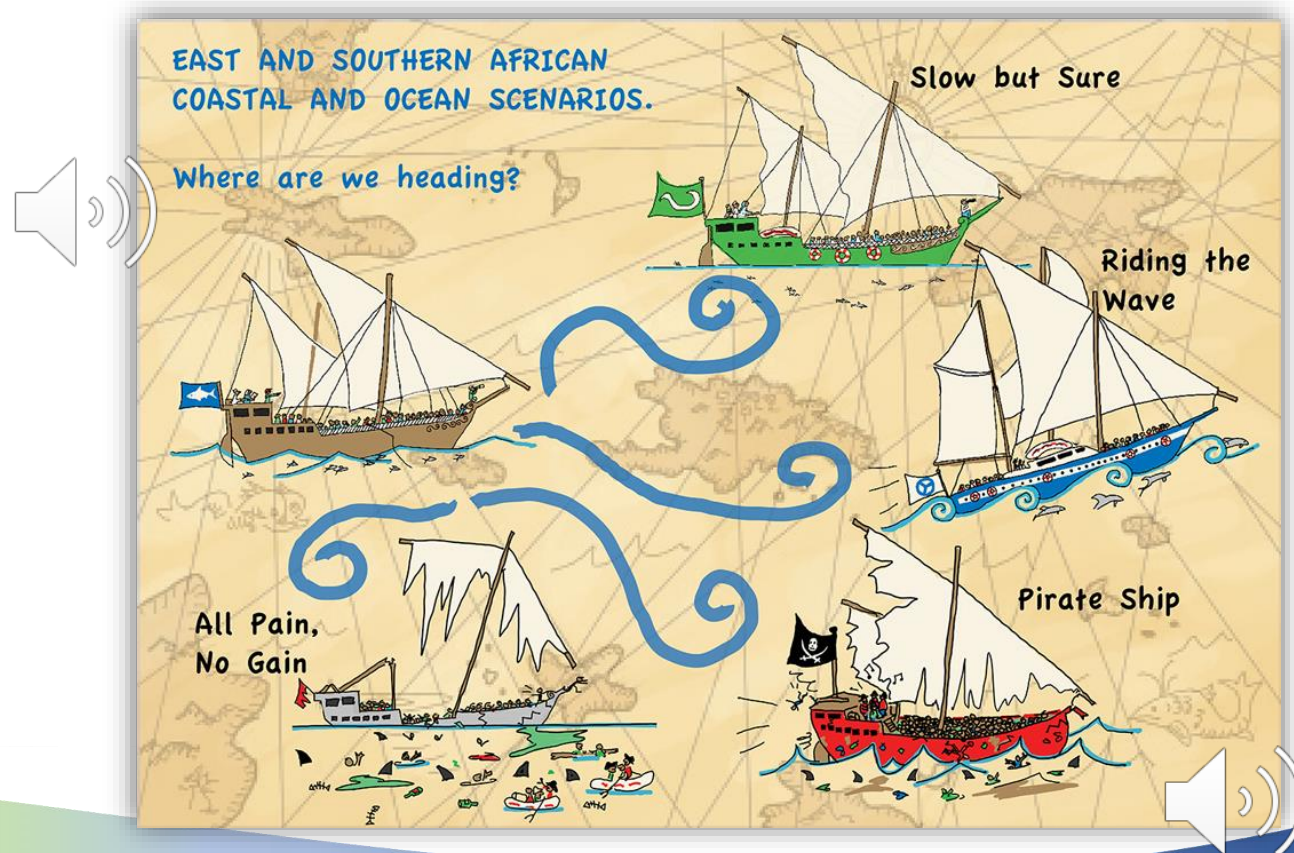 EAST AND SOUTHERN AFRICAN
COASTAL AND OCEAN SCENARIOS.
Where are we heading?
Slow but Sure
Riding the
Wave
All Pain,
No Gain
Pirate Ship